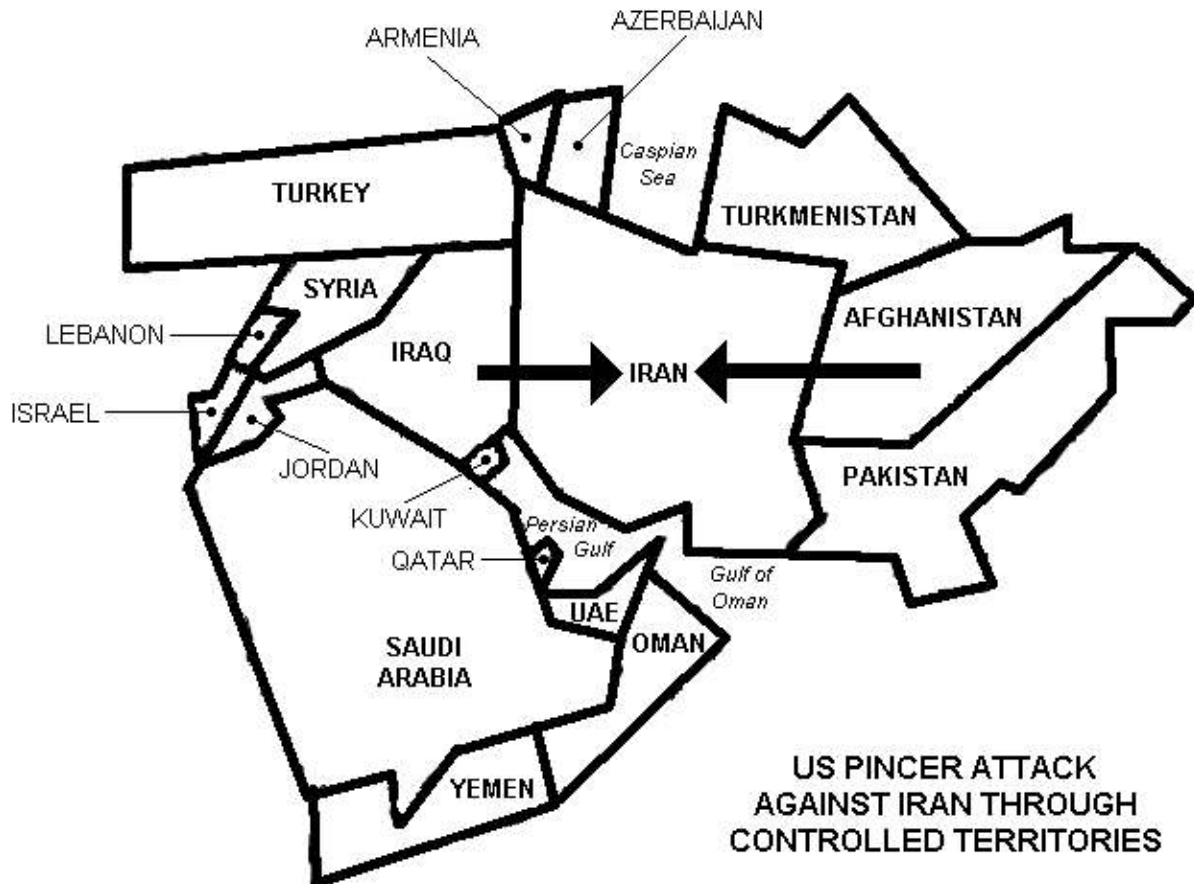 AZERBAIJAN
ARMENIA
Caspian
Sea
TURKEY
TURKMENISTAN
SYRIA
LEBANON
AFGHANISTAN
IRAQ
IRAN
ISRAEL
JORDAN
PAKISTAN
KUWAIT
Persian
Gulf
QATAR
Gulf of
Oman
UAE
OMAN
SAUDI
ARABIA
YEMEN
US PINCER ATTACK
AGAINST IRAN THROUGH
CONTROLLED TERRITORIES